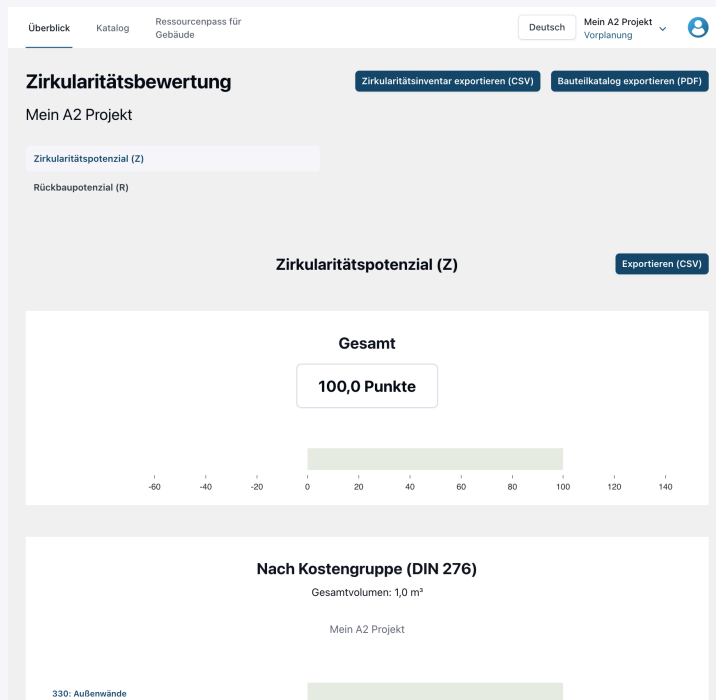 Überblick
Katalog
Ressourcenpass für
Gebäude
Deutsch
Mein A2 Projekt
Vorplanung
Zirkularitätsbewertung
Zirkularitätsinventar exportieren (CSV)
Bauteilkatalog exportieren (PDF)
Mein A2 Projekt
Zirkularitätspotenzial (Z)
Rückbaupotenzial (R)
Zirkularitätspotenzial (Z)
Exportieren (CSV)
Gesamt
100,0 Punkte
-60 -40 -20 0 20 40 60 80 100 120 140
Nach Kostengruppe (DIN 276)
Gesamtvolumen: 1,0 m³
Mein A2 Projekt
330: Außenwände